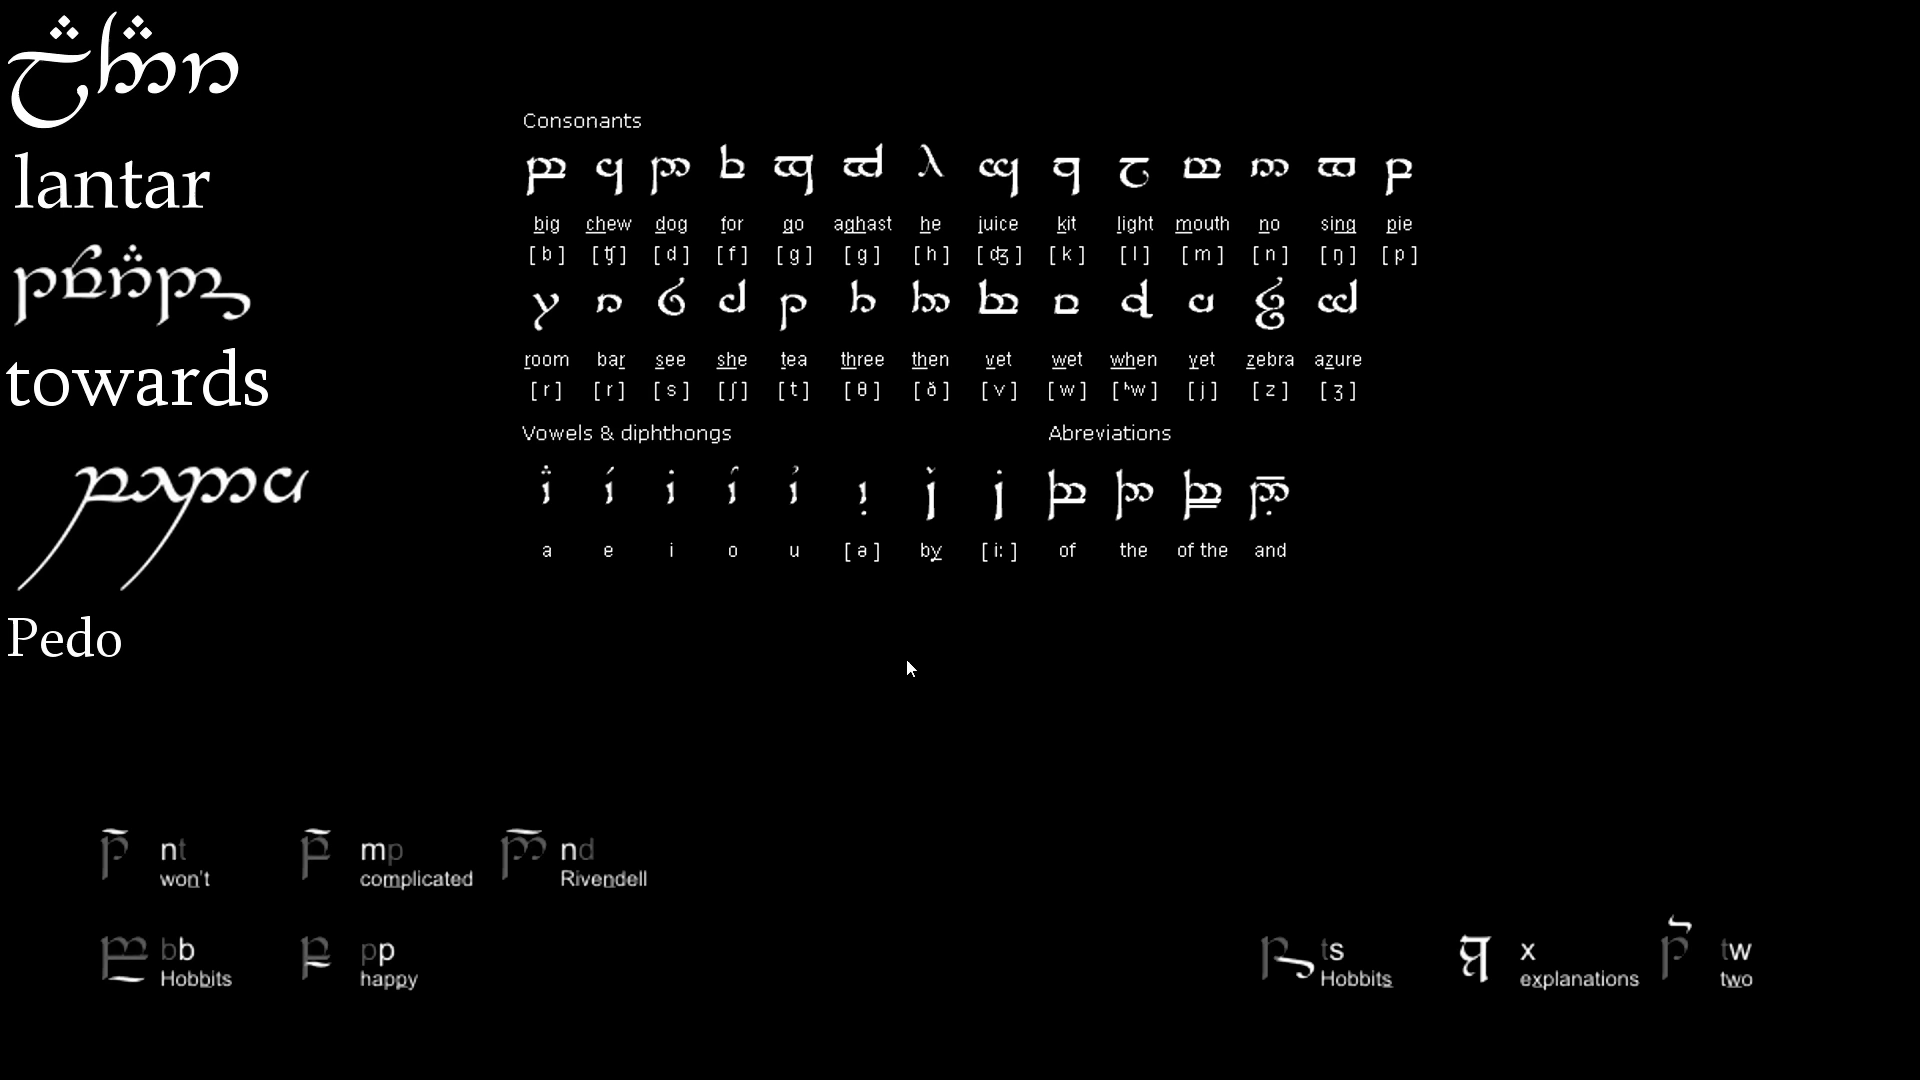 lantar
towards
Pedo
Consonants
big chew dog for go aghast he juice kit light mouth no sing pie
[ b ] [ ʧ ] [ d ] [ f ] [ g ] [ g ] [ h ] [ ʤ ] [ k ] [ l ] [ m ] [ n ] [ ŋ ] [ p ]
room bar see she tea three then vet wet when yet zebra azure
[ r ] [ r ] [ s ] [ ʃ ] [ t ] [ θ ] [ ð ] [ v ] [ w ] [ ʰw ] [ j ] [ z ] [ ʒ ]
Vowels & diphthongs
Abreviations
a e i o u [ ə ] by [ i: ] of the of the and
nt mp nd
won't complicated Rivendell
bb pp ts x tw
Hobbits happy Hobbits explanations two